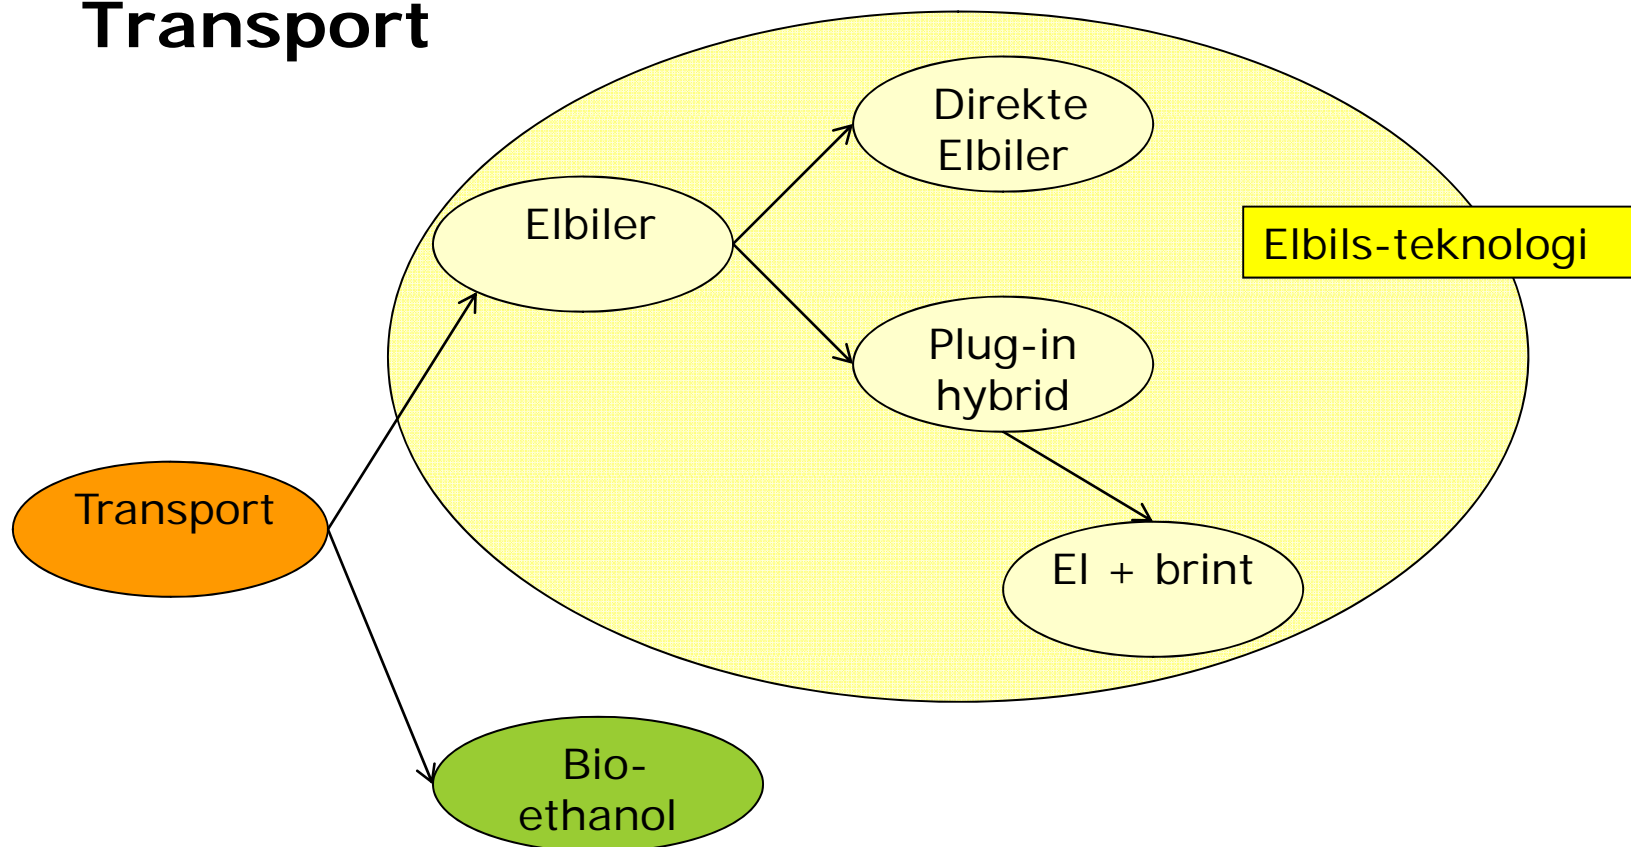 Transport
Direkte
Elbiler
Elbiler
Elbils-teknologi
Plug-in
hybrid
Transport
El + brint
Bio-
ethanol